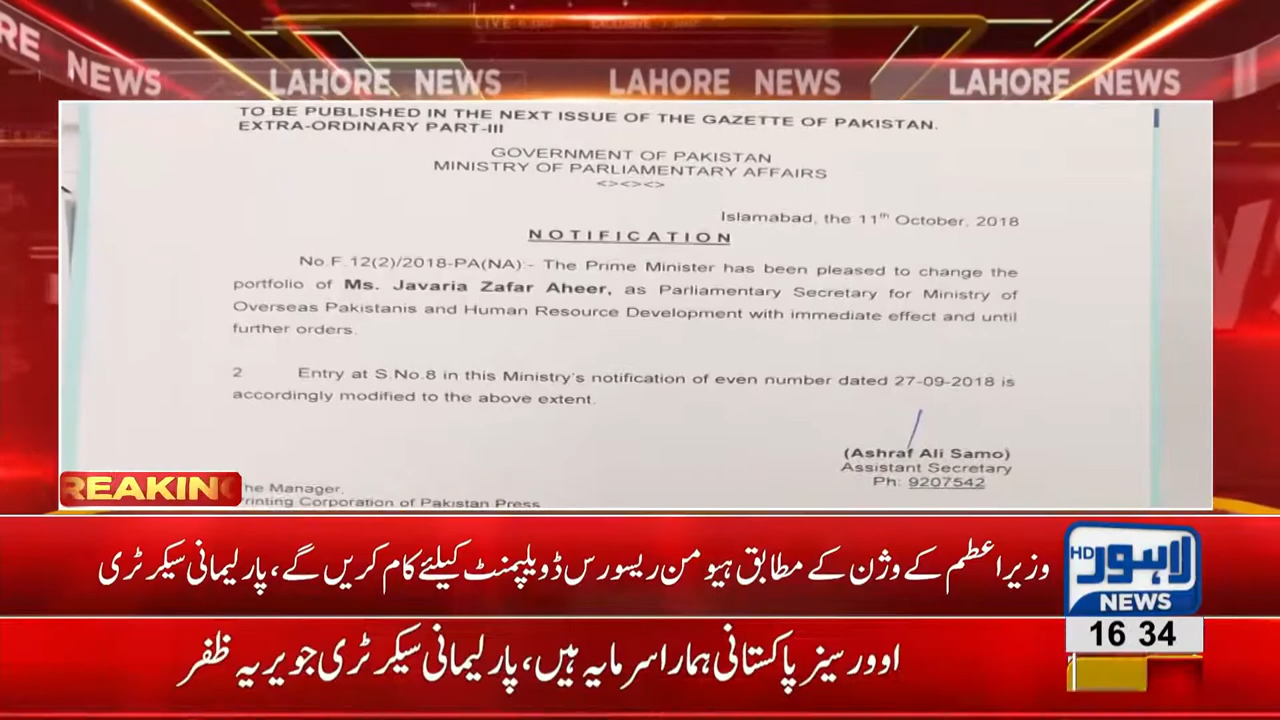 RE NEWS LAHORE NEWS LAHORE NEWS LAHORE NEWS
TO BE PUBLISHED IN THE NEXT ISSUE OF THE GAZETTE OF PAKISTAN.
EXTRA-ORDINARY PART-III
GOVERNMENT OF PAKISTAN
MINISTRY OF PARLIAMENTARY AFFAIRS
<><><>
Islamabad, the 11th October, 2018
NOTIFICATION
No.F.12(2)/2018-PA(NA):- The Prime Minister has been pleased to change the
portfolio of Ms. Javaria Zafar Aheer, as Parliamentary Secretary for Ministry of
Overseas Pakistanis and Human Resource Development with immediate effect and until
further orders.
2 Entry at S.No.8 in this Ministry's notification of even number dated 27-09-2018 is
accordingly modified to the above extent.
(Ashraf Ali Samo)
Assistant Secretary
Ph: 9207542
he Manager,
rinting Corporation of Pakistan Press
REAKIN
وزیراعظم کے وژن کے مطابق ہیومن ریسورس ڈویلپمنٹ کیلئے کام کریں گے، پارلیمانی سیکرٹری
اوورسیز پاکستانی ہمارا سرمایہ ہیں، پارلیمانی سیکرٹری جویریہ ظفر
HD لاہور
NEWS
16 34